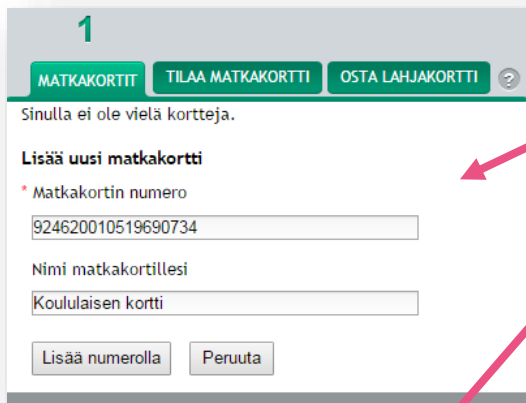 1
MATKAKORTIT TILAA MATKAKORTTI OSTA LAHJAKORTTI ?
Sinulla ei ole vielä kortteja.
Lisää uusi matkakortti
* Matkakortin numero
924620010519690734
Nimi matkakortillesi
Koululaisen kortti
Lisää numerolla Peruuta